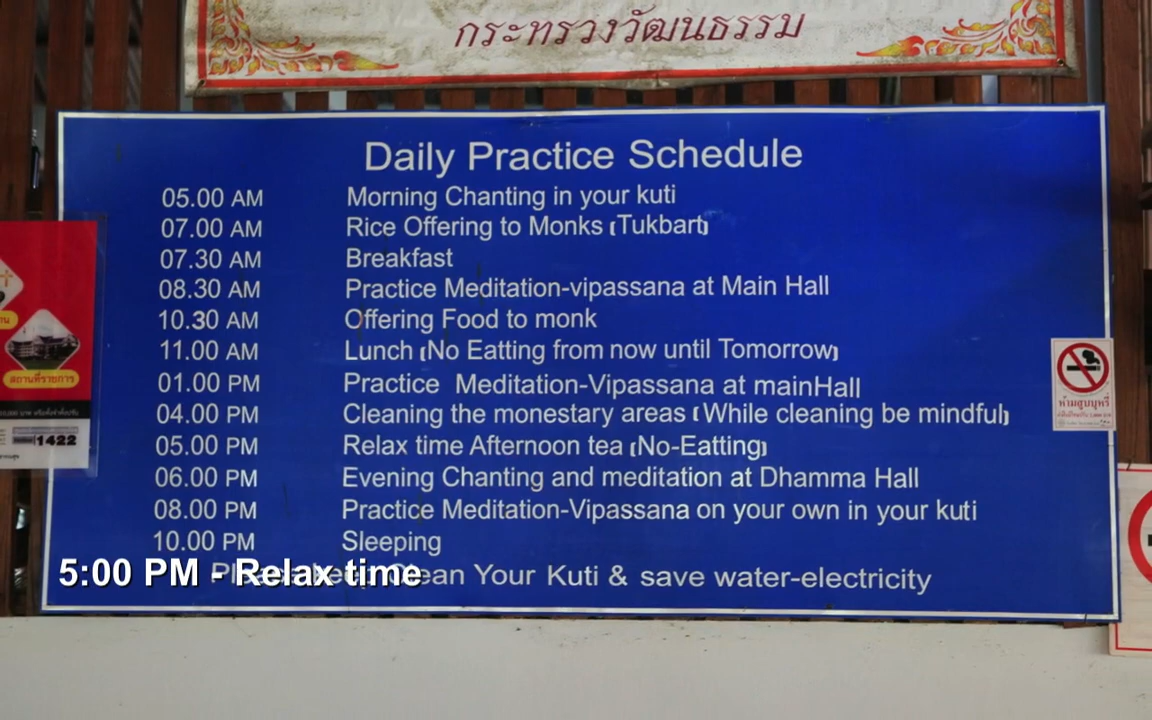 กระทรวงวัฒนธรรม
Daily Practice Schedule
05.00 AM Morning Chanting in your kuti
07.00 AM Rice Offering to Monks (Tukbart)
07.30 AM Breakfast
08.30 AM Practice Meditation-vipassana at Main Hall
10.30 AM Offering Food to monk
11.00 AM Lunch (No Eatting from now until Tomorrow)
01.00 PM Practice Meditation-Vipassana at mainHall
04.00 PM Cleaning the monestary areas (While cleaning be mindful)
05.00 PM Relax time Afternoon tea (No-Eatting)
06.00 PM Evening Chanting and meditation at Dhamma Hall
08.00 PM Practice Meditation-Vipassana on your own in your kuti
10.00 PM Sleeping
Please keep Clean Your Kuti & save water-electricity
5:00 PM - Relax time
สถานที่ราชการ
1422
ห้ามสูบบุหรี่